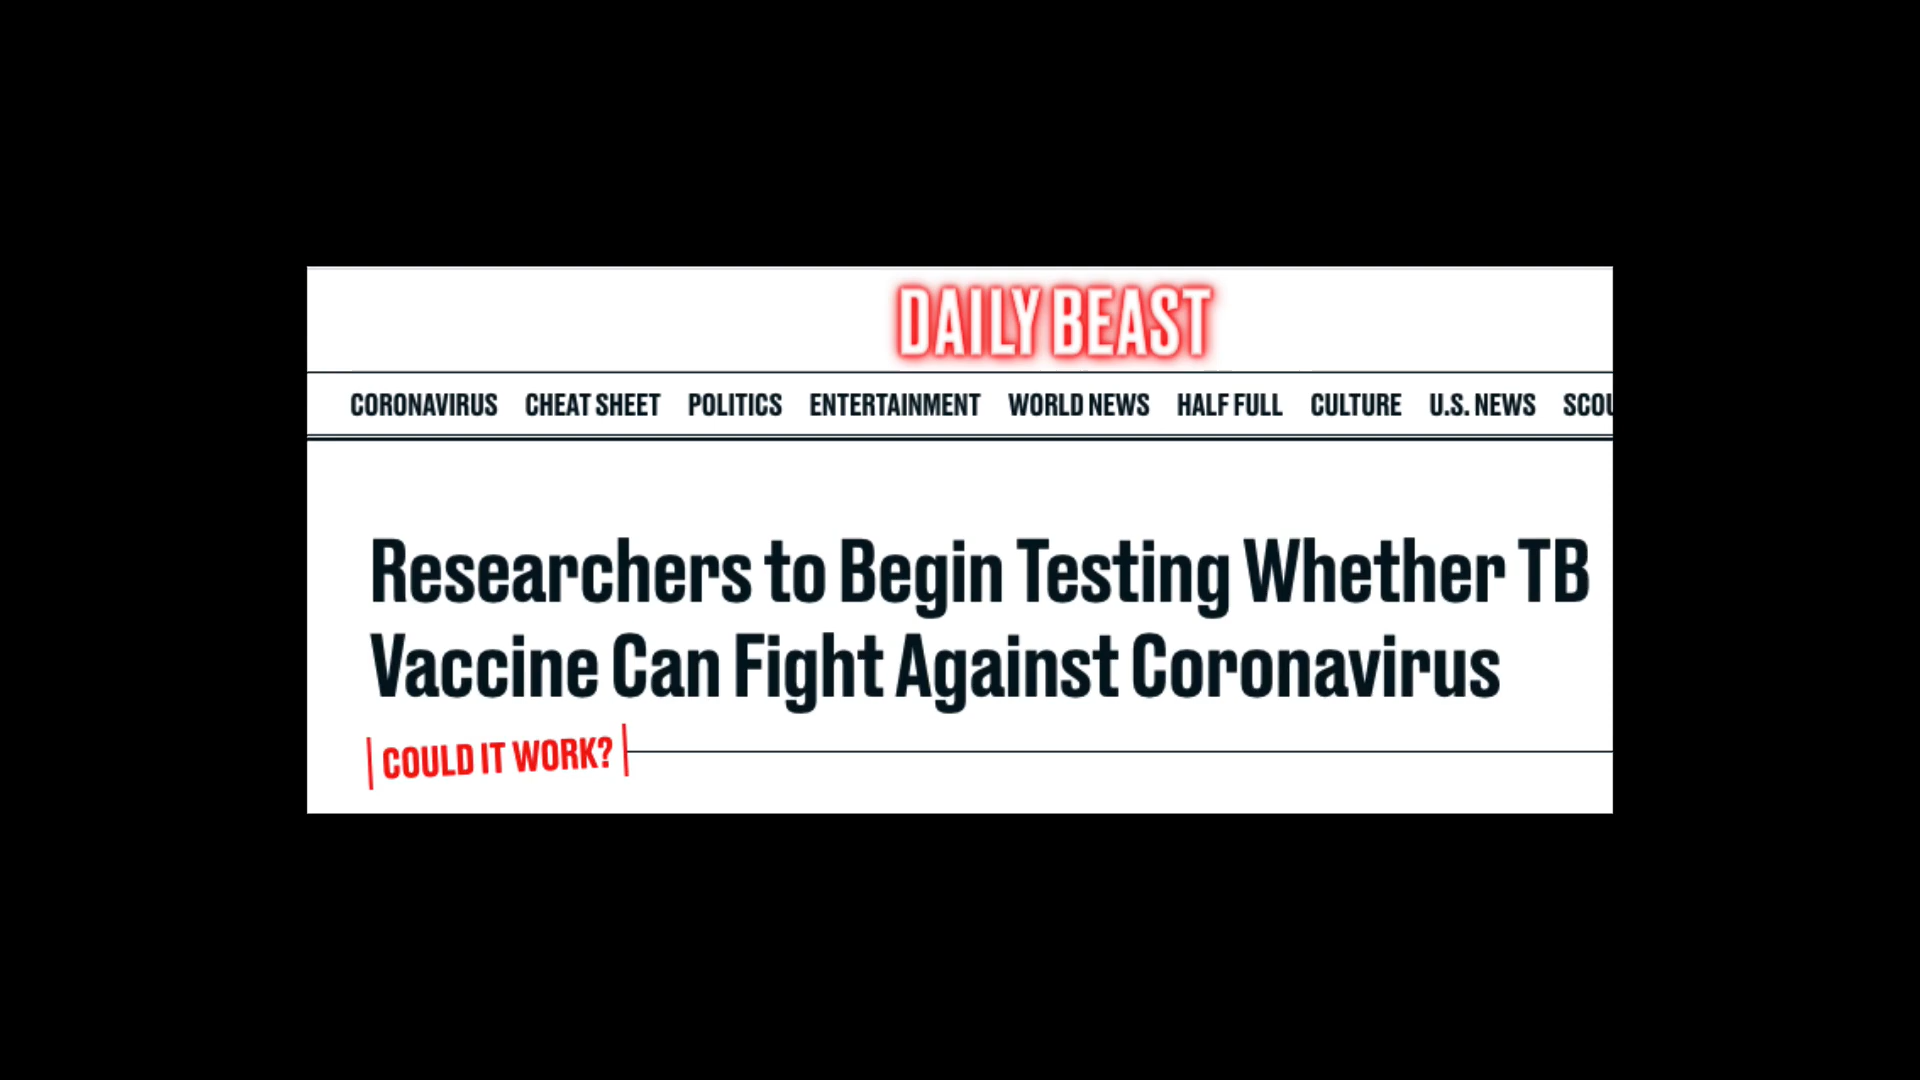 DAILY BEAST
CORONAVIRUS CHEAT SHEET POLITICS ENTERTAINMENT WORLD NEWS HALF FULL CULTURE U.S. NEWS SCOU
Researchers to Begin Testing Whether TB
Vaccine Can Fight Against Coronavirus
COULD IT WORK?